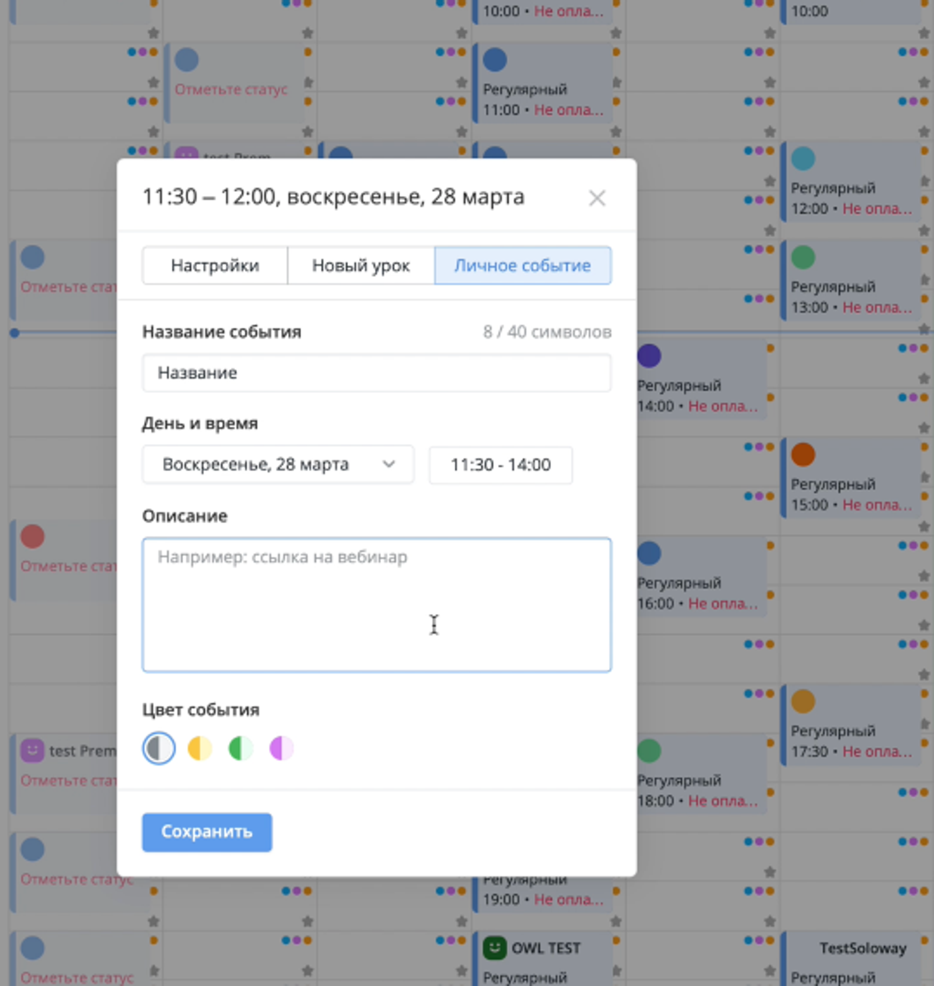 10:00 • Не опла...
10:00
Отметьте статус
Регулярный
11:00 • Не опла...
test Prem
Регулярный
12:00 • Не опла...
11:30 – 12:00, воскресенье, 28 марта
Настройки
Новый урок
Личное событие
Отметьте стат
Регулярный
13:00 • Не опла...
Название события
8 / 40 символов
Название
Регулярный
14:00 • Не опла...
День и время
Воскресенье, 28 марта
11:30 - 14:00
Регулярный
15:00 • Не опла...
Описание
Например: ссылка на вебинар
Отметьте стат
Регулярный
16:00 • Не опла...
Цвет события
Регулярный
17:30 • Не опла...
test Prem
Отметьте стат
Регулярный
18:00 • Не опла...
Сохранить
Отметьте статус
Регулярный
19:00 • Не опла...
OWL TEST
TestSoloway
Отметьте статус
Регулярный
Регулярный